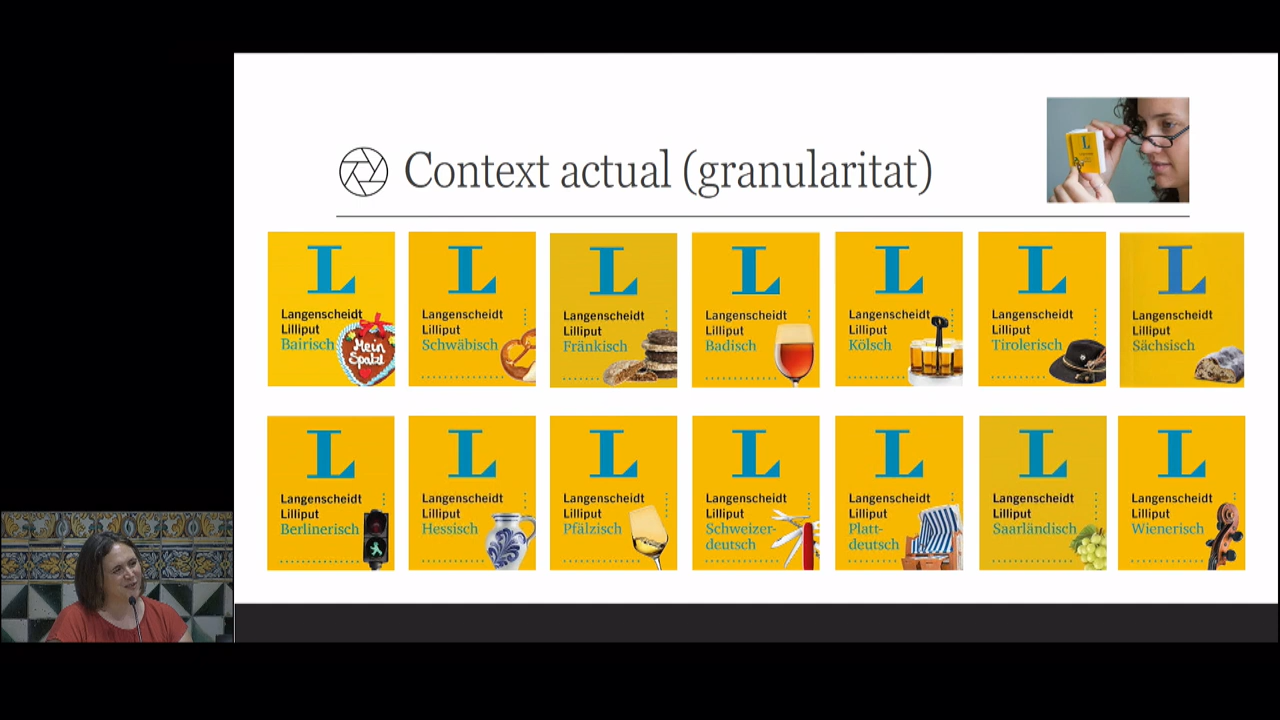 Context actual (granularitat)
L
L
Langenscheidt
Lilliput
Bairisch
Mein
Spatzl
L
Langenscheidt
Lilliput
Schwäbisch
L
Langenscheidt
Lilliput
Fränkisch
L
Langenscheidt
Lilliput
Badisch
L
Langenscheidt
Lilliput
Kölsch
L
Langenscheidt
Lilliput
Tirolerisch
L
Langenscheidt
Lilliput
Sächsisch
L
Langenscheidt
Lilliput
Berlinerisch
L
Langenscheidt
Lilliput
Hessisch
L
Langenscheidt
Lilliput
Pfälzisch
L
Langenscheidt
Lilliput
Schweizer-
deutsch
L
Langenscheidt
Lilliput
Platt-
deutsch
L
Langenscheidt
Lilliput
Saarländisch
L
Langenscheidt
Lilliput
Wienerisch